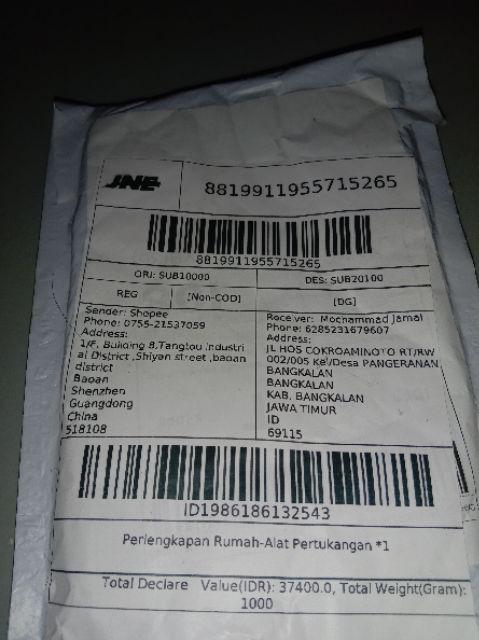 JNE
8819911955715265
8819911955715265
ORI: SUB10000
DES: SUB20100
REG
[Non-COD]
[DG]
Sender: Shopee
Phone: 0755-21537059
Address:
1/F, Building 8,Tangtou industri
al District ,Shiyan street ,baoan
district
Baoan
Shenzhen
Guangdong
China
518108
Receiver: Mochammad Jamal
Phone: 6285231679607
Address:
JL HOS COKROAMINOTO RT/RW
002/005 Kel/Desa PANGERANAN
BANGKALAN
BANGKALAN
KAB. BANGKALAN
JAWA TIMUR
ID
69115
ID1986186132543
Perlengkapan Rumah-Alat Pertukangan *1
Total Declare Value(IDR): 37400.0, Total Weight(Gram):
1000